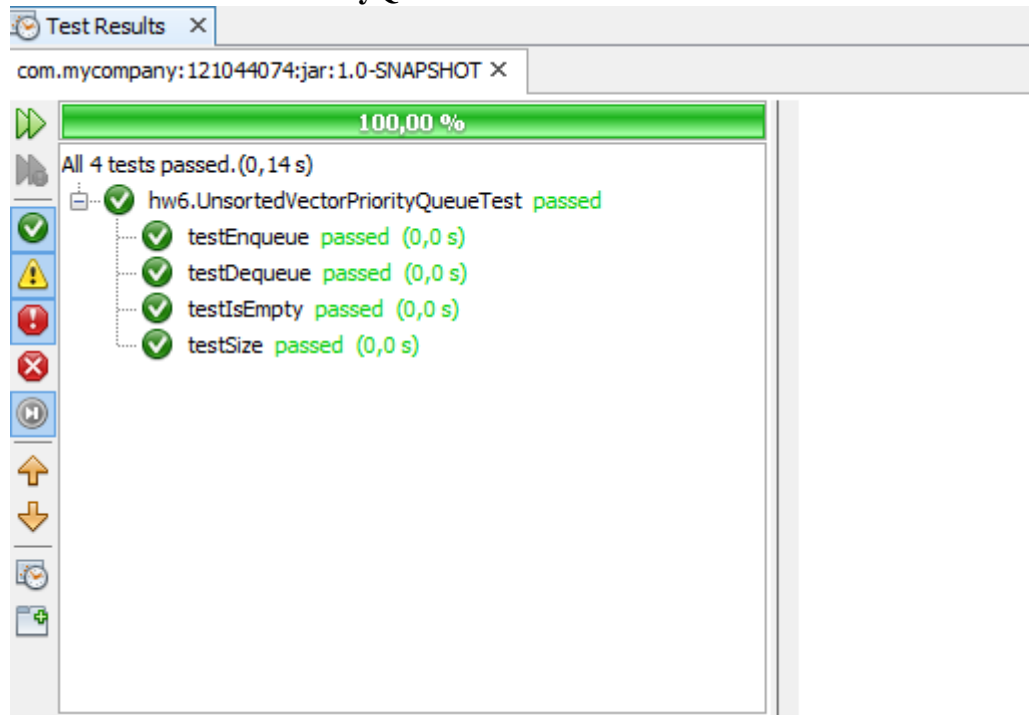 Test Results
com.mycompany:121044074:jar:1.0-SNAPSHOT
100,00 %
All 4 tests passed.(0,14 s)
hw6.UnsortedVectorPriorityQueueTest passed
testEnqueue passed (0,0 s)
testDequeue passed (0,0 s)
testIsEmpty passed (0,0 s)
testSize passed (0,0 s)